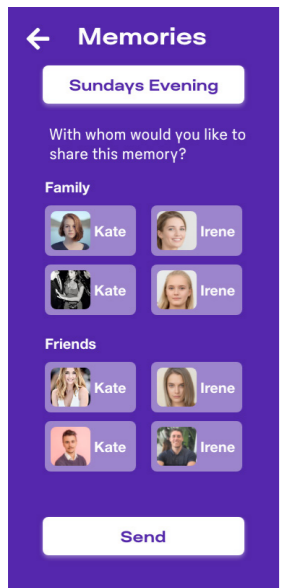 Memories
Sundays Evening
With whom would you like to
share this memory?
Family
Kate
Irene
Kate
Irene
Friends
Kate
Irene
Kate
Irene
Send